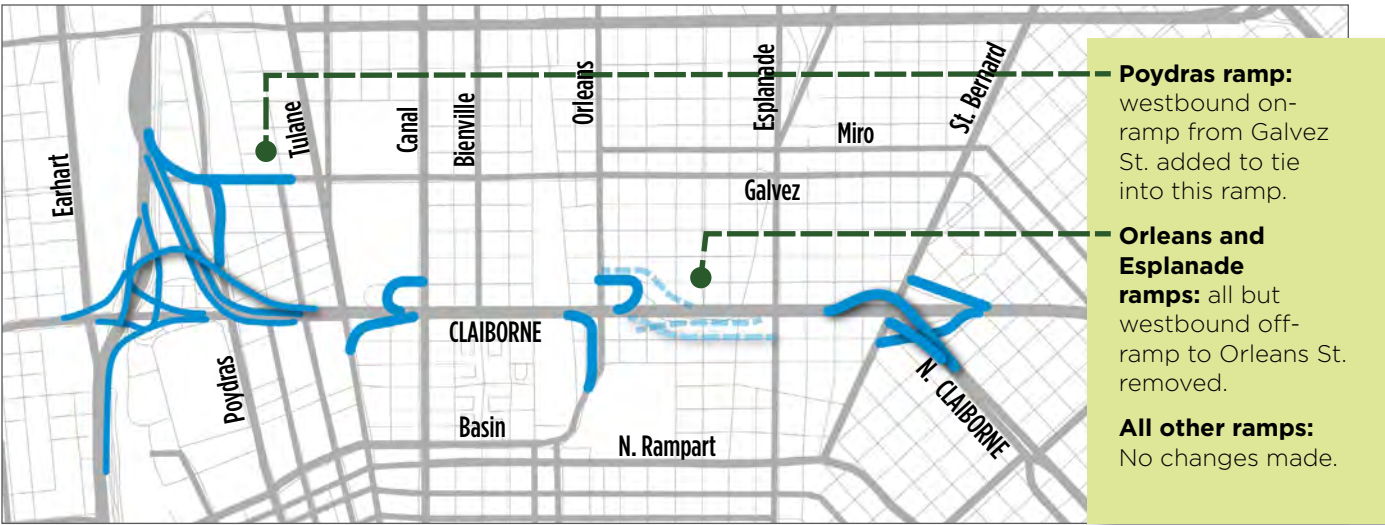 Earhart
Poydras
Tulane
Canal
Bienville
Orleans
Esplanade
St. Bernard
Miro
Galvez
CLAIBORNE
N. CLAIBORNE
Basin
N. Rampart
Poydras ramp:
westbound on-
ramp from Galvez
St. added to tie
into this ramp.
Orleans and
Esplanade
ramps: all but
westbound off-
ramp to Orleans St.
removed.
All other ramps:
No changes made.